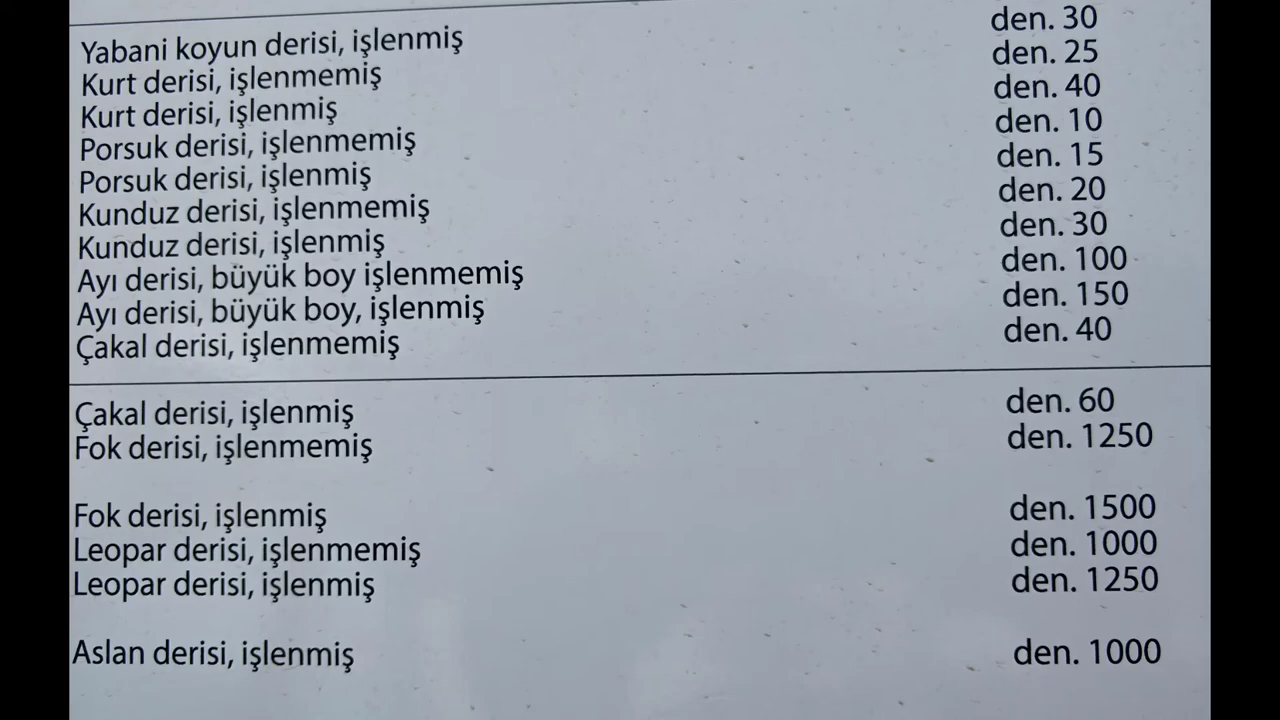 Yabani koyun derisi, işlenmiş den. 30
Kurt derisi, işlenmemiş den. 25
Kurt derisi, işlenmiş den. 40
Porsuk derisi, işlenmemiş den. 10
Porsuk derisi, işlenmiş den. 15
Kunduz derisi, işlenmemiş den. 20
Kunduz derisi, işlenmiş den. 30
Ayı derisi, büyük boy işlenmemiş den. 100
Ayı derisi, büyük boy, işlenmiş den. 150
Çakal derisi, işlenmemiş den. 40
Çakal derisi, işlenmiş den. 60
Fok derisi, işlenmemiş den. 1250
Fok derisi, işlenmiş den. 1500
Leopar derisi, işlenmemiş den. 1000
Leopar derisi, işlenmiş den. 1250
Aslan derisi, işlenmiş den. 1000